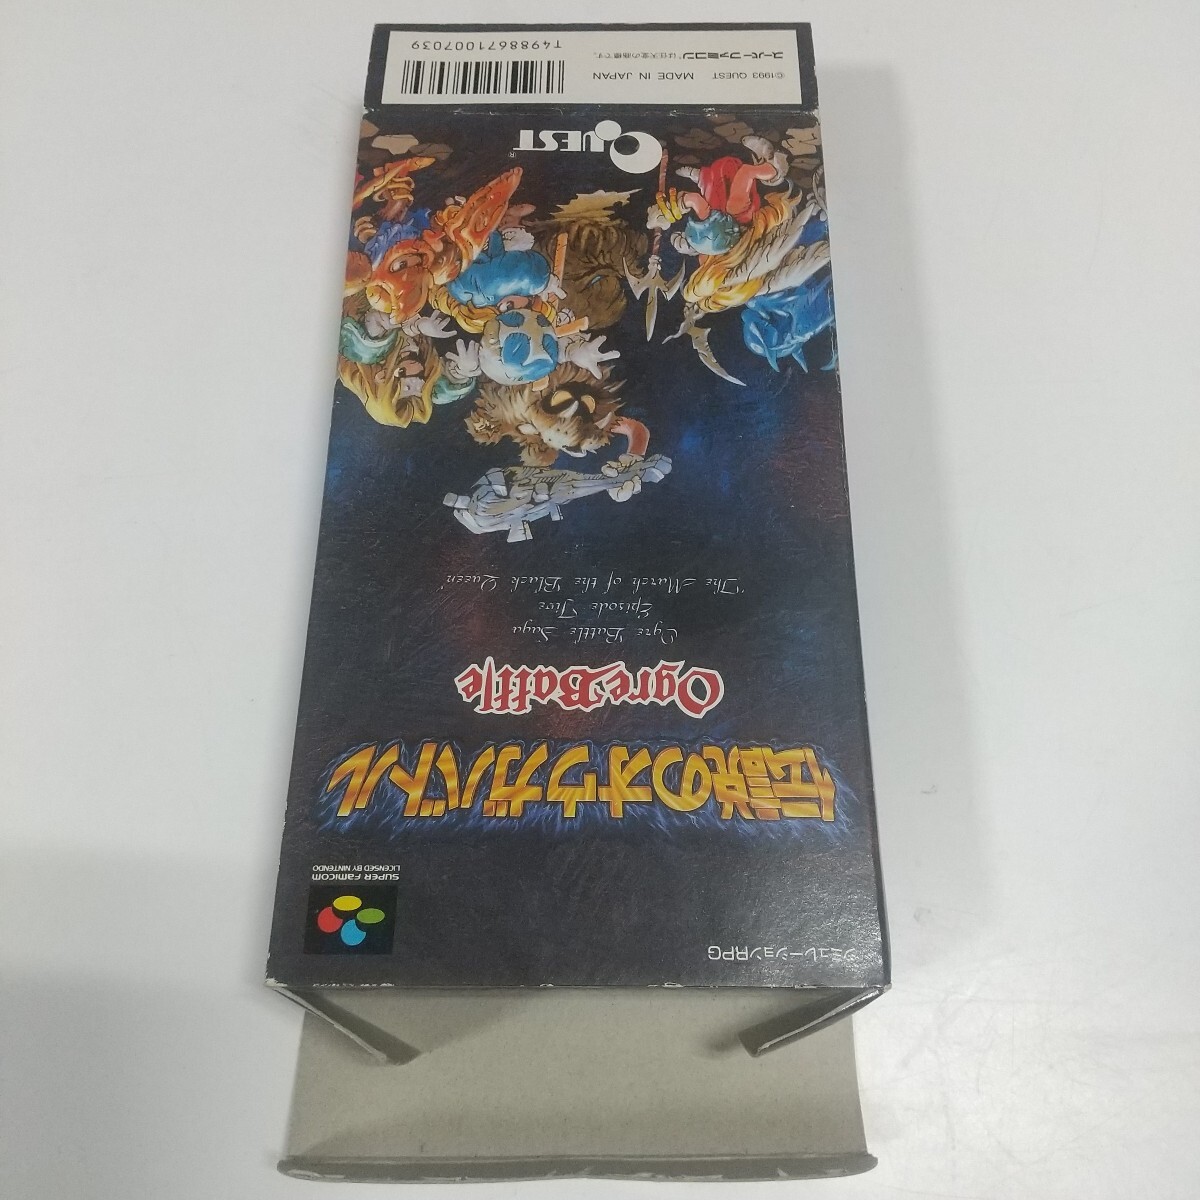 シミュレーションRPG
SUPER Famicom
LICENSED BY NINTENDO
伝説のオウガバトル
OgreBattle
Ogre Battle Saga
Episode Five
"The March of the Black Queen"
QUEST®
©1993 QUEST MADE IN JAPAN
スーパーファミコン®は任天堂の商標です。
T4988671007039